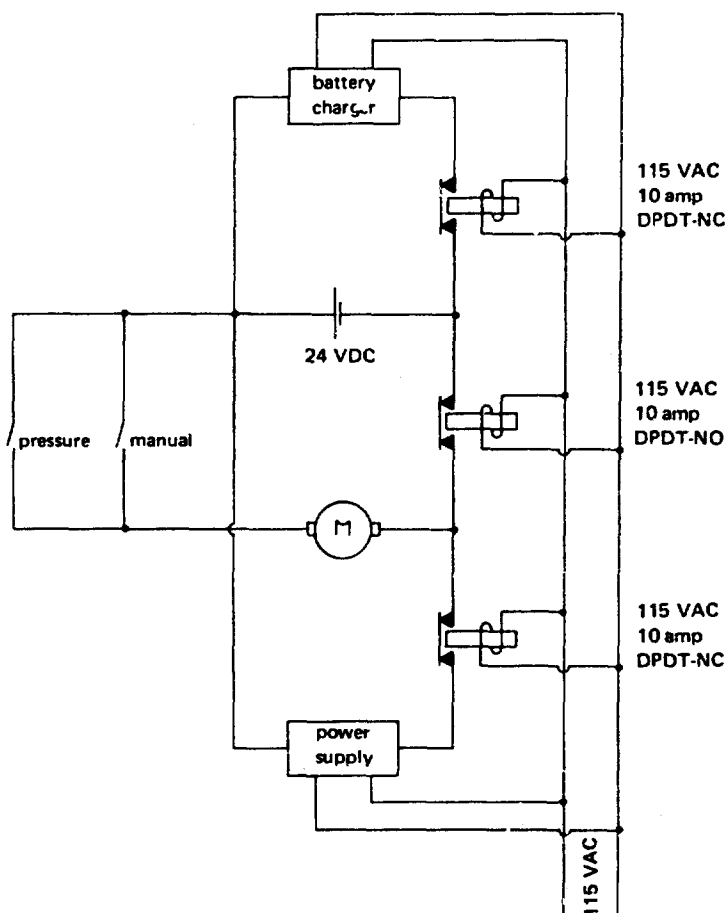 battery
charger
115 VAC
10 amp
DPDT-NC
24 VDC
115 VAC
10 amp
DPDT-NO
pressure
manual
M
115 VAC
10 amp
DPDT-NC
power
supply
115 VAC